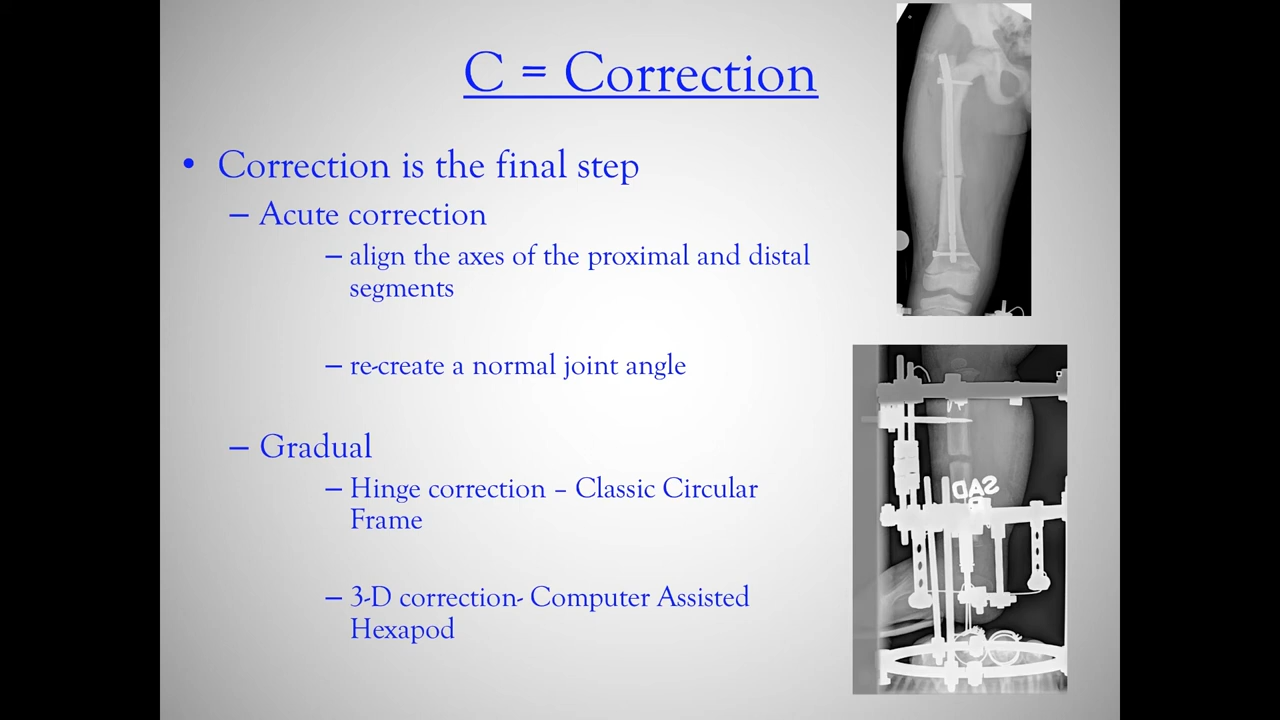 C = Correction
• Correction is the final step
– Acute correction
– align the axes of the proximal and distal
segments
– re-create a normal joint angle
– Gradual
– Hinge correction – Classic Circular
Frame
– 3-D correction- Computer Assisted
Hexapod
SAD